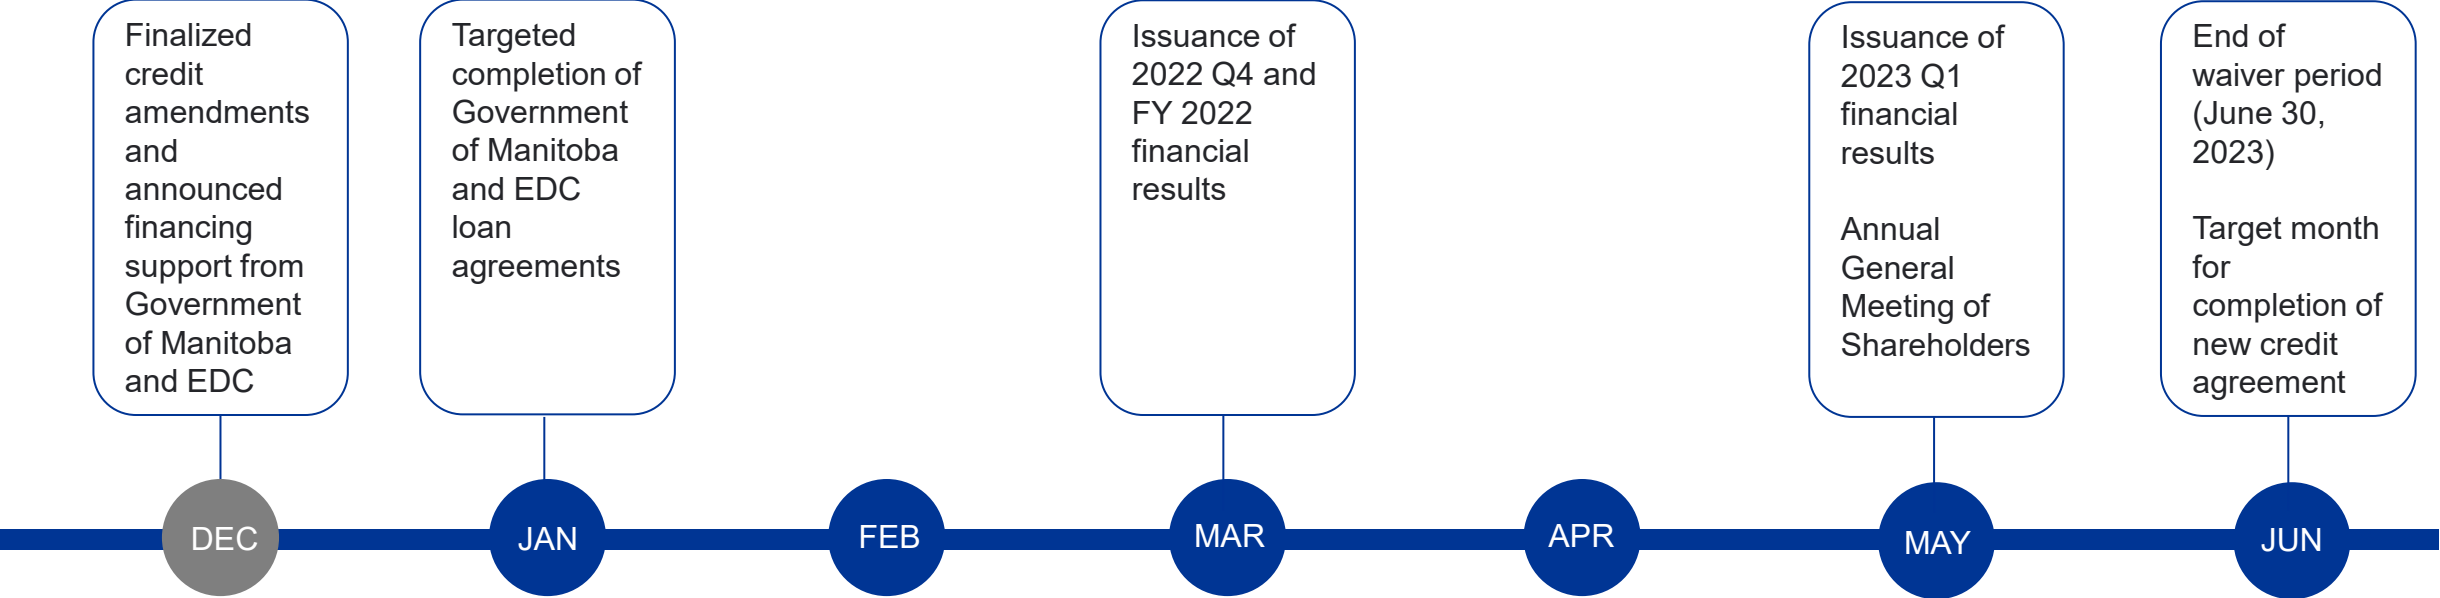 Finalized
credit
amendments
and
announced
financing
support from
Government
of Manitoba
and EDC
Targeted
completion of
Government
of Manitoba
and EDC
loan
agreements
Issuance of
2022 Q4 and
FY 2022
financial
results
Issuance of
2023 Q1
financial
results
Annual
General
Meeting of
Shareholders
End of
waiver period
(June 30,
2023)
Target month
for
completion of
new credit
agreement
DEC
JAN
FEB
MAR
APR
MAY
JUN